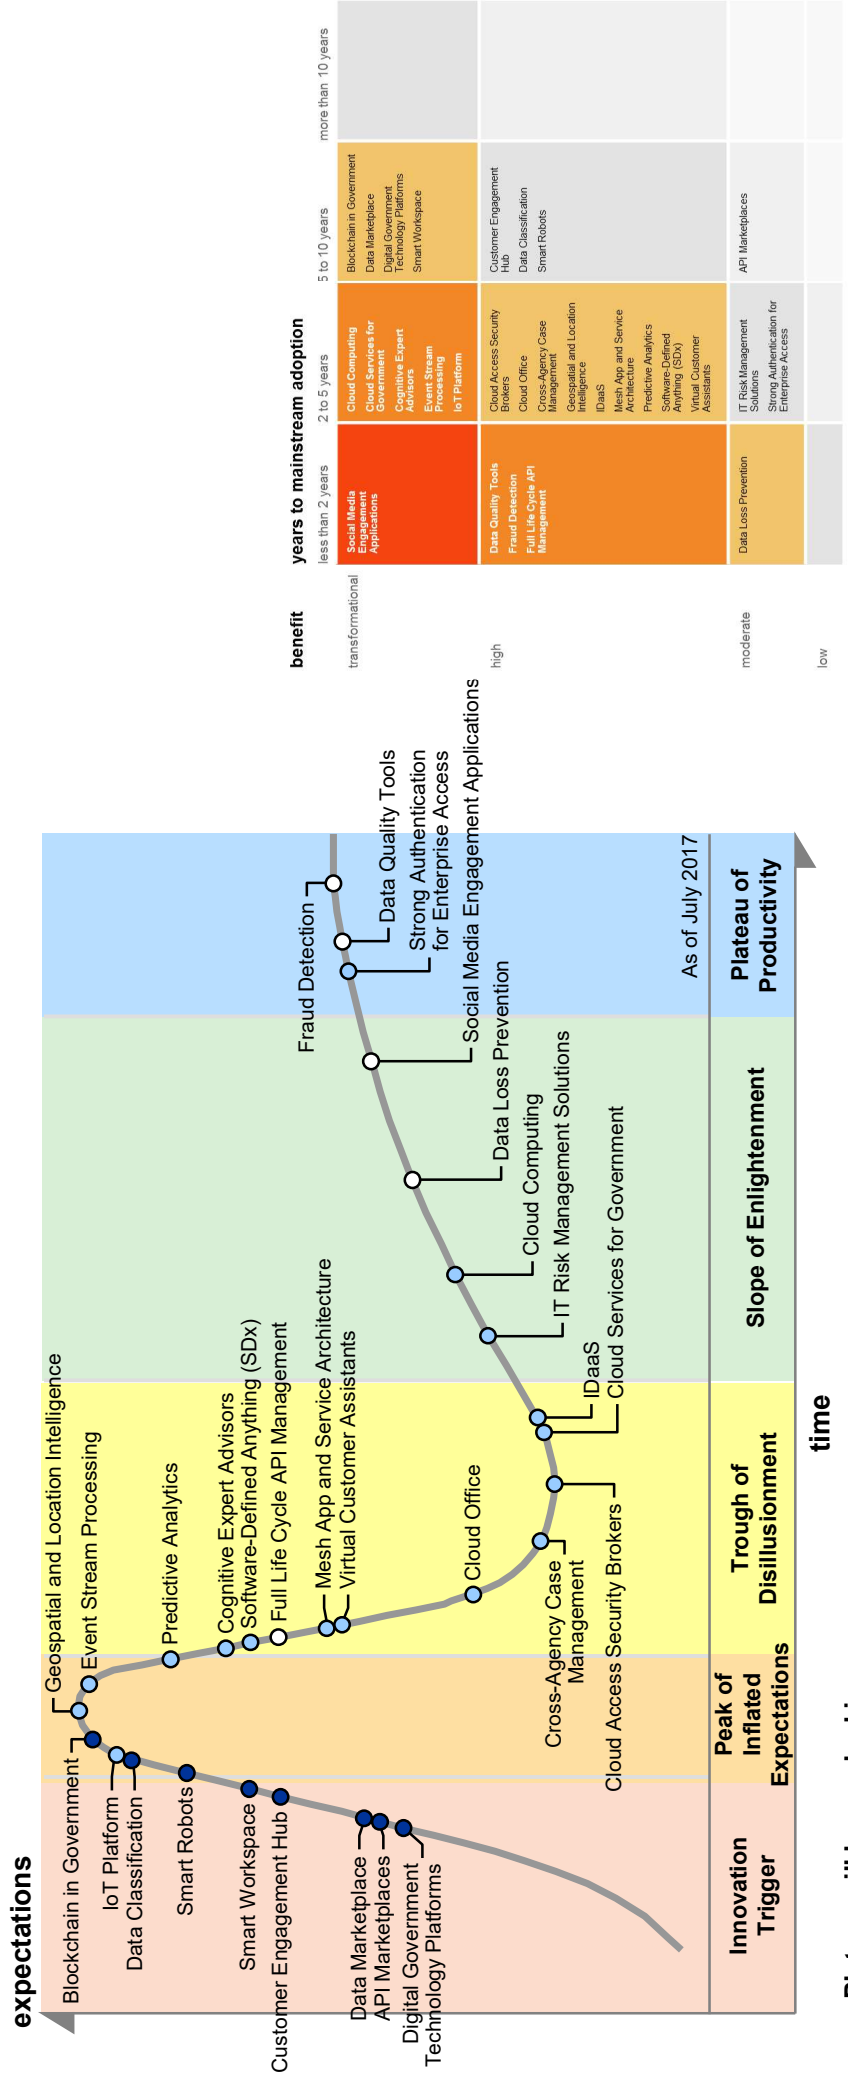 expectations
Blockchain in Government
IoT Platform
Data Classification
Smart Robots
Smart Workspace
Customer Engagement Hub
Data Marketplace
API Marketplaces
Digital Government
Technology Platforms
Geospatial and Location Intelligence
Event Stream Processing
Predictive Analytics
Cognitive Expert Advisors
Software-Defined Anything (SDx)
Full Life Cycle API Management
Mesh App and Service Architecture
Virtual Customer Assistants
Cloud Office
Cross-Agency Case
Management
Cloud Access Security Brokers
IDaaS
Cloud Services for Government
IT Risk Management Solutions
Cloud Computing
Data Loss Prevention
Social Media Engagement Applications
Strong Authentication
for Enterprise Access
Data Quality Tools
Fraud Detection
As of July 2017
Innovation
Trigger
Peak of
Inflated
Expectations
Trough of
Disillusionment
Slope of Enlightenment
Plateau of
Productivity
time
benefit
years to mainstream adoption
less than 2 years
2 to 5 years
5 to 10 years
more than 10 years
transformational
Social Media
Engagement
Applications
Cloud Computing
Cloud Services for
Government
Cognitive Expert
Advisors
Event Stream
Processing
IoT Platform
Blockchain in Government
Data Marketplace
Digital Government
Technology Platforms
Smart Workspace
high
Data Quality Tools
Fraud Detection
Full Life Cycle API
Management
Cloud Access Security
Brokers
Cloud Office
Cross-Agency Case
Management
Geospatial and Location
Intelligence
IDaaS
Mesh App and Service
Architecture
Predictive Analytics
Software-Defined
Anything (SDx)
Virtual Customer
Assistants
Customer Engagement
Hub
Data Classification
Smart Robots
moderate
Data Loss Prevention
IT Risk Management
Solutions
Strong Authentication for
Enterprise Access
API Marketplaces
low